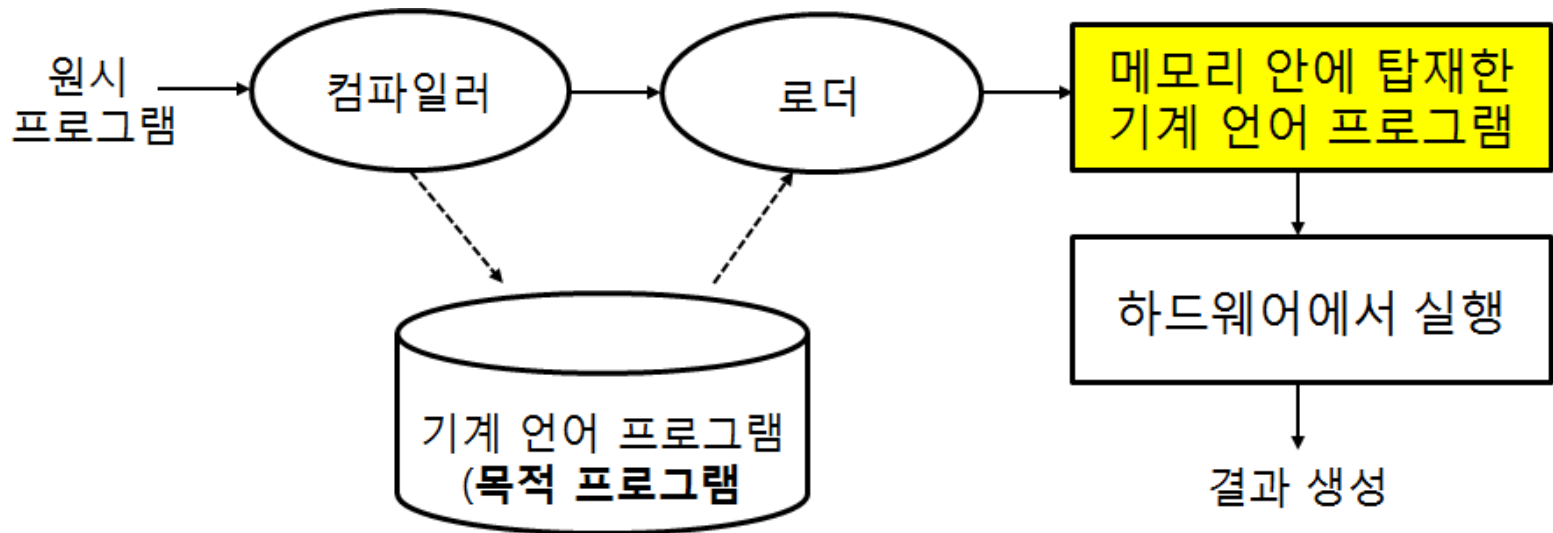 원시
프로그램
컴파일러
로더
메모리 안에 탑재한
기계 언어 프로그램
하드웨어에서 실행
기계 언어 프로그램
(목적 프로그램
결과 생성